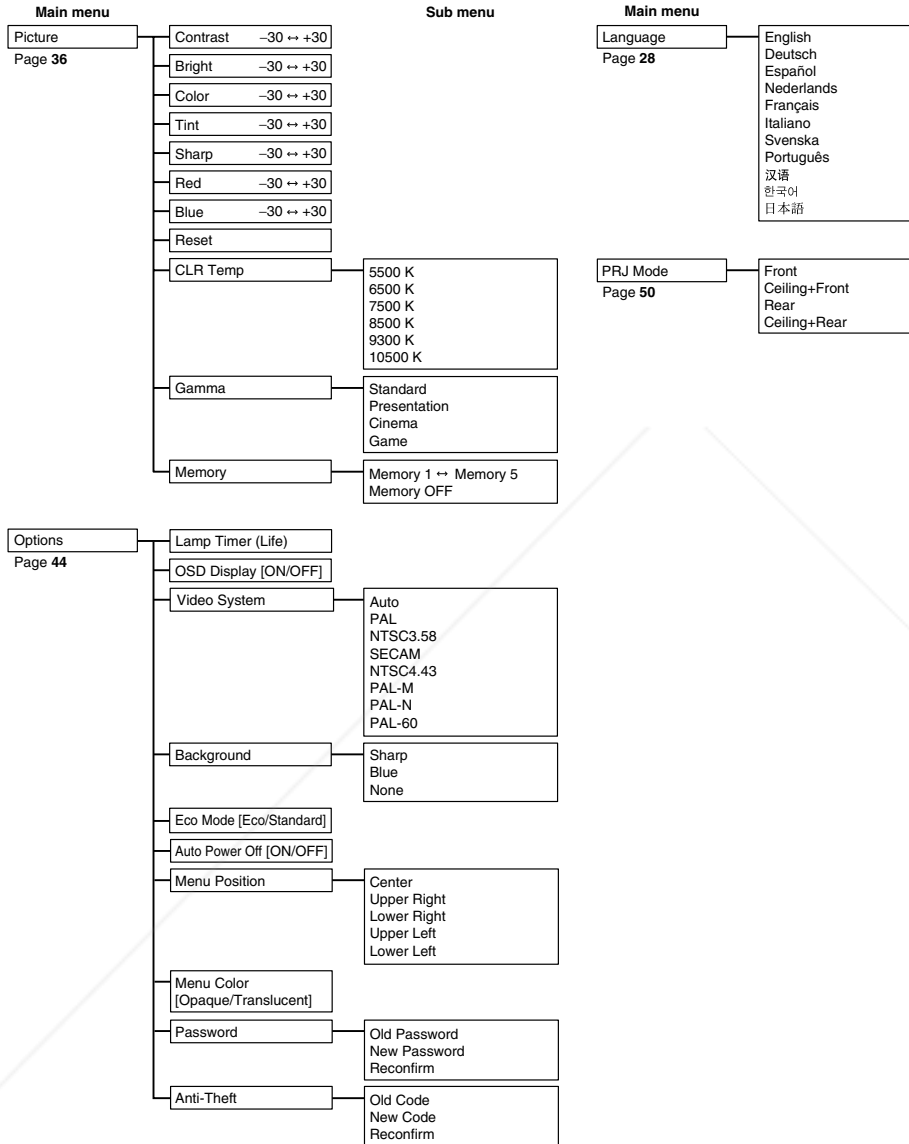 Main menu
Sub menu
Picture
Page 36
Contrast −30 ↔ +30
Bright −30 ↔ +30
Color −30 ↔ +30
Tint −30 ↔ +30
Sharp −30 ↔ +30
Red −30 ↔ +30
Blue −30 ↔ +30
Reset
CLR Temp
5500 K
6500 K
7500 K
8500 K
9300 K
10500 K
Gamma
Standard
Presentation
Cinema
Game
Memory
Memory 1 ↔ Memory 5
Memory OFF
Options
Page 44
Lamp Timer (Life)
OSD Display [ON/OFF]
Video System
Auto
PAL
NTSC3.58
SECAM
NTSC4.43
PAL-M
PAL-N
PAL-60
Background
Sharp
Blue
None
Eco Mode [Eco/Standard]
Auto Power Off [ON/OFF]
Menu Position
Center
Upper Right
Lower Right
Upper Left
Lower Left
Menu Color
[Opaque/Translucent]
Password
Old Password
New Password
Reconfirm
Anti-Theft
Old Code
New Code
Reconfirm
Main menu
Language
Page 28
English
Deutsch
Español
Nederlands
Français
Italiano
Svenska
Português
汉语
한국어
日本語
PRJ Mode
Page 50
Front
Ceiling+Front
Rear
Ceiling+Rear